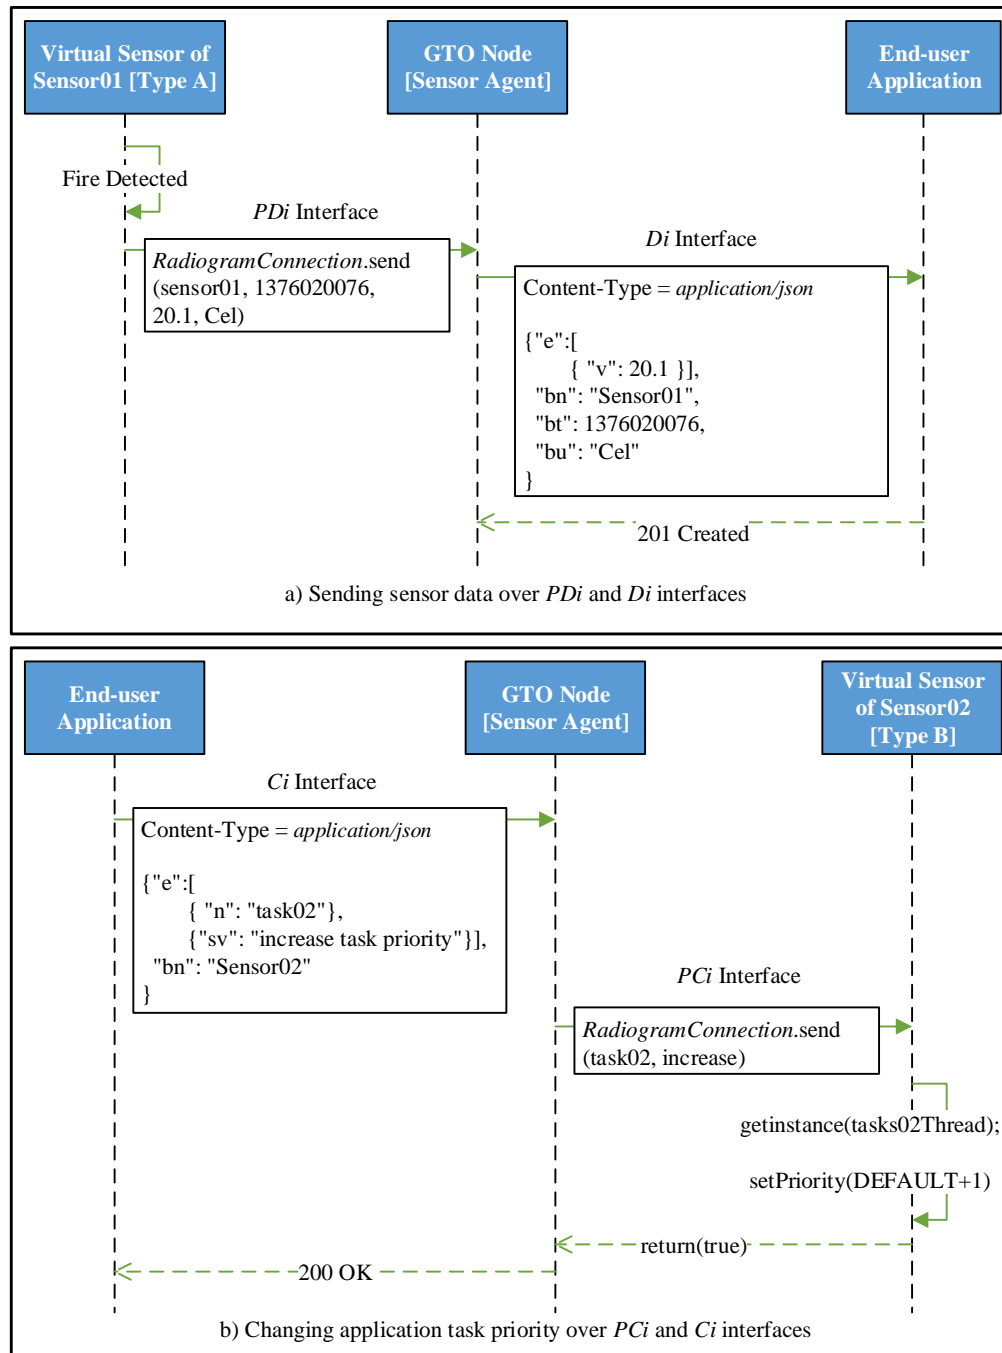 Virtual Sensor of
Sensor01 [Type A]
GTO Node
[Sensor Agent]
End-user
Application
Fire Detected
PDi Interface
RadiogramConnection.send
(sensor01, 1376020076,
20.1, Cel)
Di Interface
Content-Type = application/json
{"e":[
{ "v": 20.1 }],
"bn": "Sensor01",
"bt": 1376020076,
"bu": "Cel"
}
201 Created
a) Sending sensor data over PDi and Di interfaces
End-user
Application
GTO Node
[Sensor Agent]
Virtual Sensor
of Sensor02
[Type B]
Ci Interface
Content-Type = application/json
{"e":[
{ "n": "task02"},
{"sv": "increase task priority"}],
"bn": "Sensor02"
}
PCi Interface
RadiogramConnection.send
(task02, increase)
getinstance(tasks02Thread);
setPriority(DEFAULT+1)
return(true)
200 OK
b) Changing application task priority over PCi and Ci interfaces